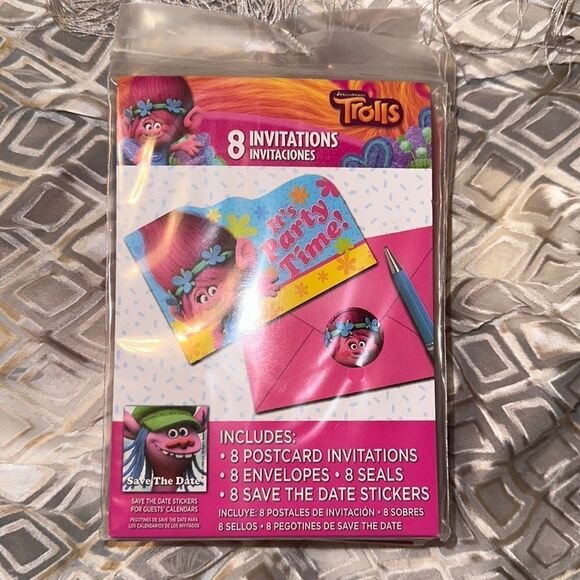 DREAMWORKS
Trolls
8 INVITATIONS
INVITACIONES
It's
Party
Time!
Save The Date
SAVE THE DATE STICKERS
FOR GUESTS' CALENDARS
PEGOTINES DE SAVE THE DATE PARA
LOS CALENDARIOS DE LOS INVITADOS
INCLUDES:
• 8 POSTCARD INVITATIONS
• 8 ENVELOPES • 8 SEALS
• 8 SAVE THE DATE STICKERS
INCLUYE: 8 POSTALES DE INVITACIÓN • 8 SOBRES
8 SELLOS • 8 PEGOTINES DE SAVE THE DATE